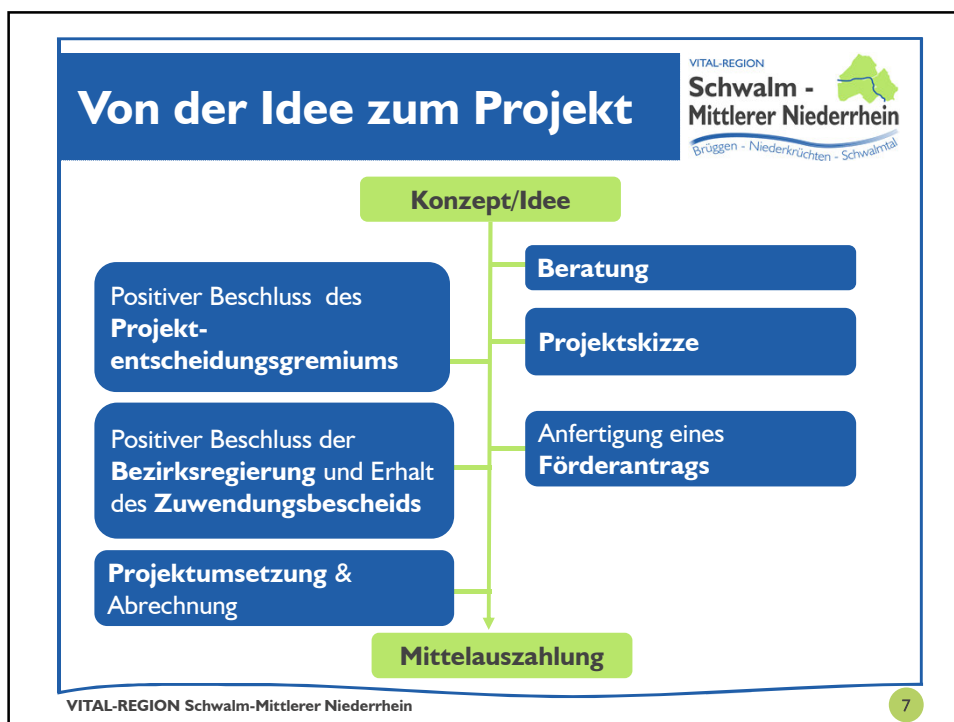 Von der Idee zum Projekt
VITAL-REGION
Schwalm -
Mittlerer Niederrhein
Brüggen - Niederkrüchten - Schwalmtal
Konzept/Idee
Beratung
Projektskizze
Positiver Beschluss des
Projekt-
entscheidungsgremiums
Anfertigung eines
Förderantrags
Positiver Beschluss der
Bezirksregierung und Erhalt
des Zuwendungsbescheids
Projektumsetzung &
Abrechnung
Mittelauszahlung
VITAL-REGION Schwalm-Mittlerer Niederrhein
7